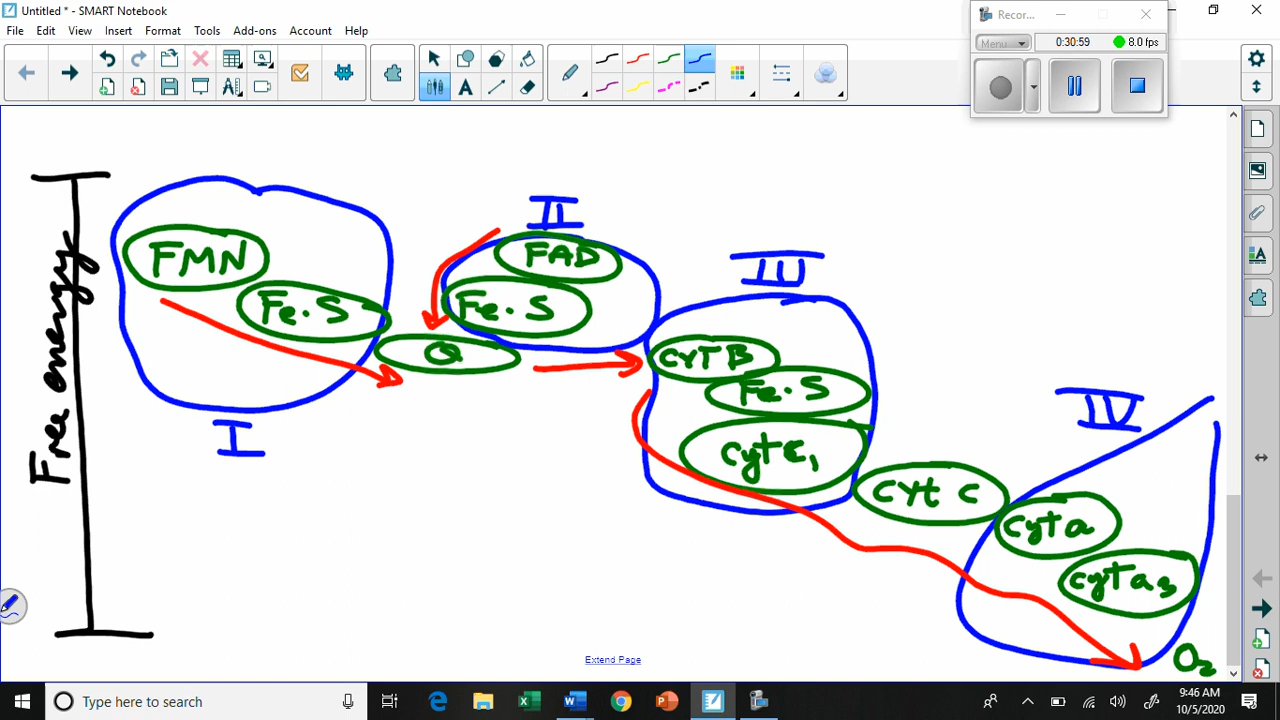 Untitled * - SMART Notebook
Recor...
File Edit View Insert Format Tools Add-ons Account Help
Menu
0:30:59
8.0 fps
Free energy
FMN
Fe.S
I
Q
II
FAD
Fe.S
III
CYT B
Fe.S
Cyt C1
Cyt C
IV
Cyt a
Cyt a3
O2
Extend Page
Type here to search
9:46 AM
10/5/2020